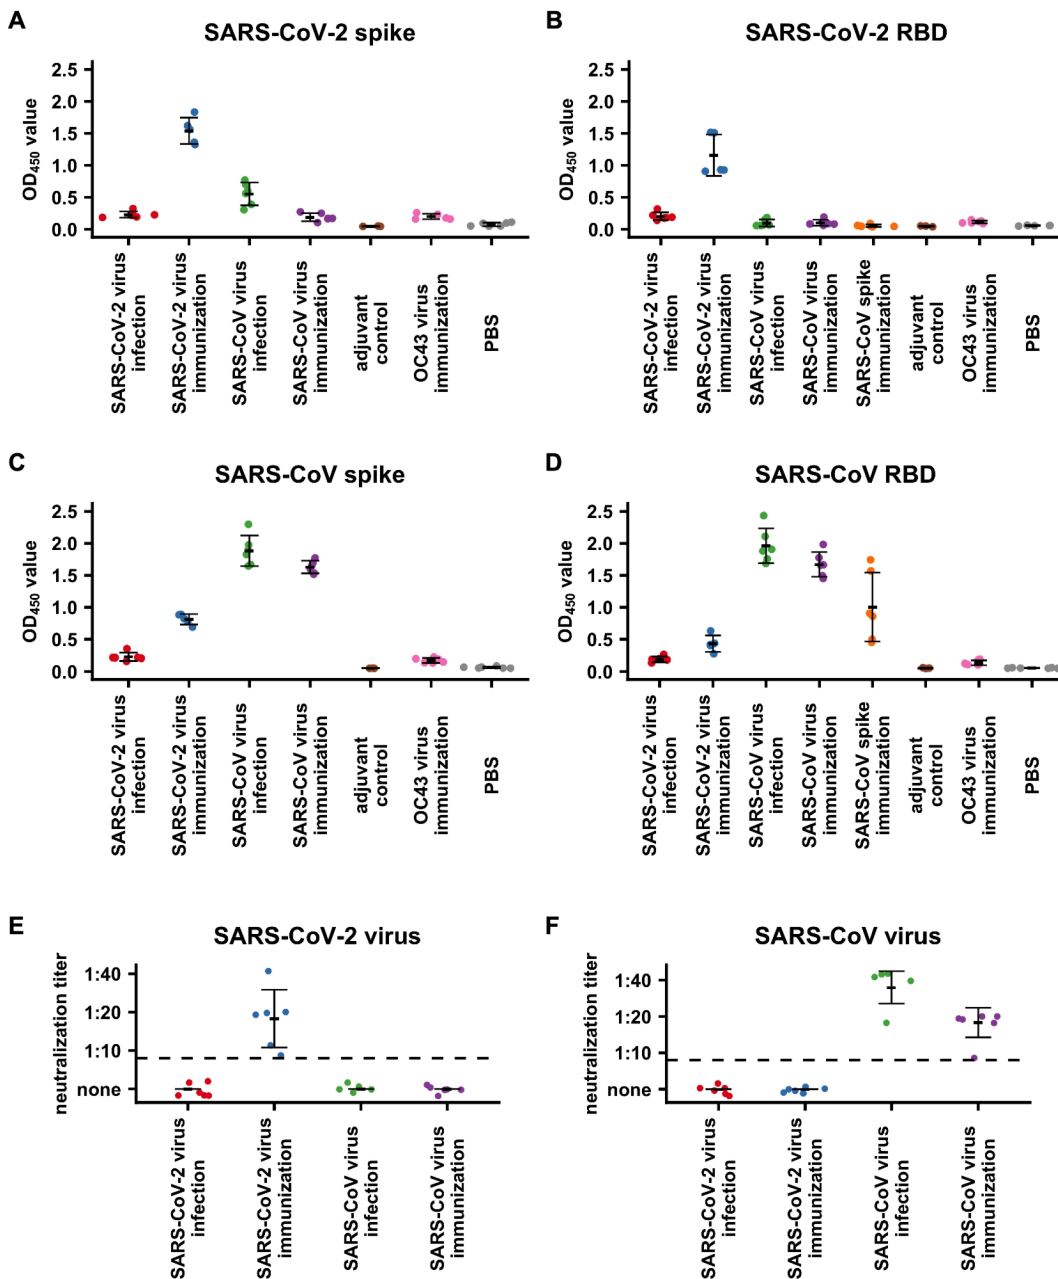 A
SARS-CoV-2 spike
OD450 value
2.5
2.0
1.5
1.0
0.5
0.0
SARS-CoV-2 virus
infection
SARS-CoV-2 virus
immunization
SARS-CoV virus
infection
SARS-CoV virus
immunization
adjuvant
control
OC43 virus
immunization
PBS
B
SARS-CoV-2 RBD
OD450 value
2.5
2.0
1.5
1.0
0.5
0.0
SARS-CoV-2 virus
infection
SARS-CoV-2 virus
immunization
SARS-CoV virus
infection
SARS-CoV virus
immunization
SARS-CoV spike
immunization
adjuvant
control
OC43 virus
immunization
PBS
C
SARS-CoV spike
OD450 value
2.5
2.0
1.5
1.0
0.5
0.0
SARS-CoV-2 virus
infection
SARS-CoV-2 virus
immunization
SARS-CoV virus
infection
SARS-CoV virus
immunization
adjuvant
control
OC43 virus
immunization
PBS
D
SARS-CoV RBD
OD450 value
2.5
2.0
1.5
1.0
0.5
0.0
SARS-CoV-2 virus
infection
SARS-CoV-2 virus
immunization
SARS-CoV virus
infection
SARS-CoV virus
immunization
SARS-CoV spike
immunization
adjuvant
control
OC43 virus
immunization
PBS
E
SARS-CoV-2 virus
neutralization titer
1:40
1:20
1:10
none
SARS-CoV-2 virus
infection
SARS-CoV-2 virus
immunization
SARS-CoV virus
infection
SARS-CoV virus
immunization
F
SARS-CoV virus
neutralization titer
1:40
1:20
1:10
none
SARS-CoV-2 virus
infection
SARS-CoV-2 virus
immunization
SARS-CoV virus
infection
SARS-CoV virus
immunization